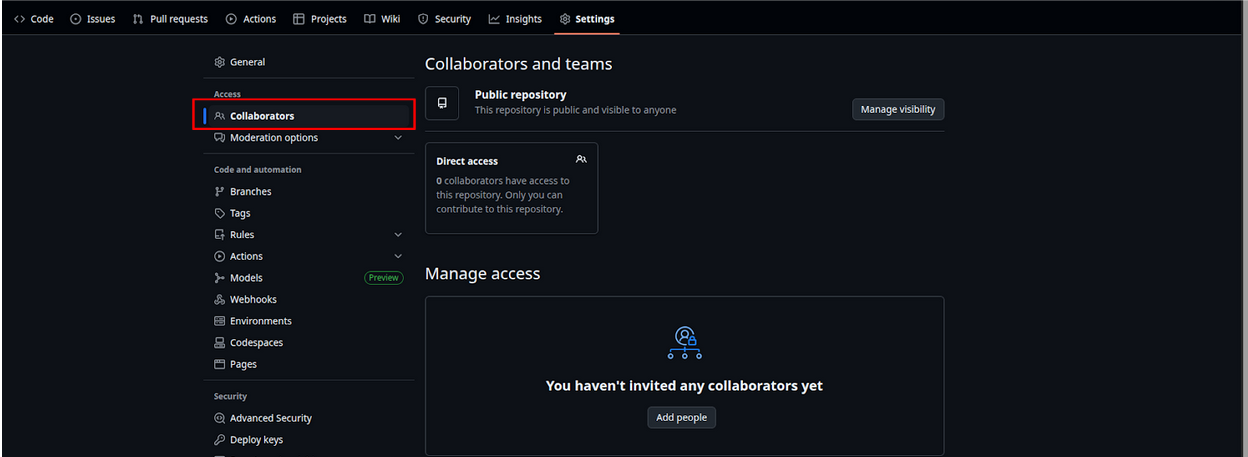 Code Issues Pull requests Actions Projects Wiki Security Insights Settings
General
Access
Collaborators
Moderation options
Code and automation
Branches
Tags
Rules
Actions
Models Preview
Webhooks
Environments
Codespaces
Pages
Security
Advanced Security
Deploy keys
Collaborators and teams
Public repository
This repository is public and visible to anyone
Manage visibility
Direct access
0 collaborators have access to
this repository. Only you can
contribute to this repository.
Manage access
You haven't invited any collaborators yet
Add people